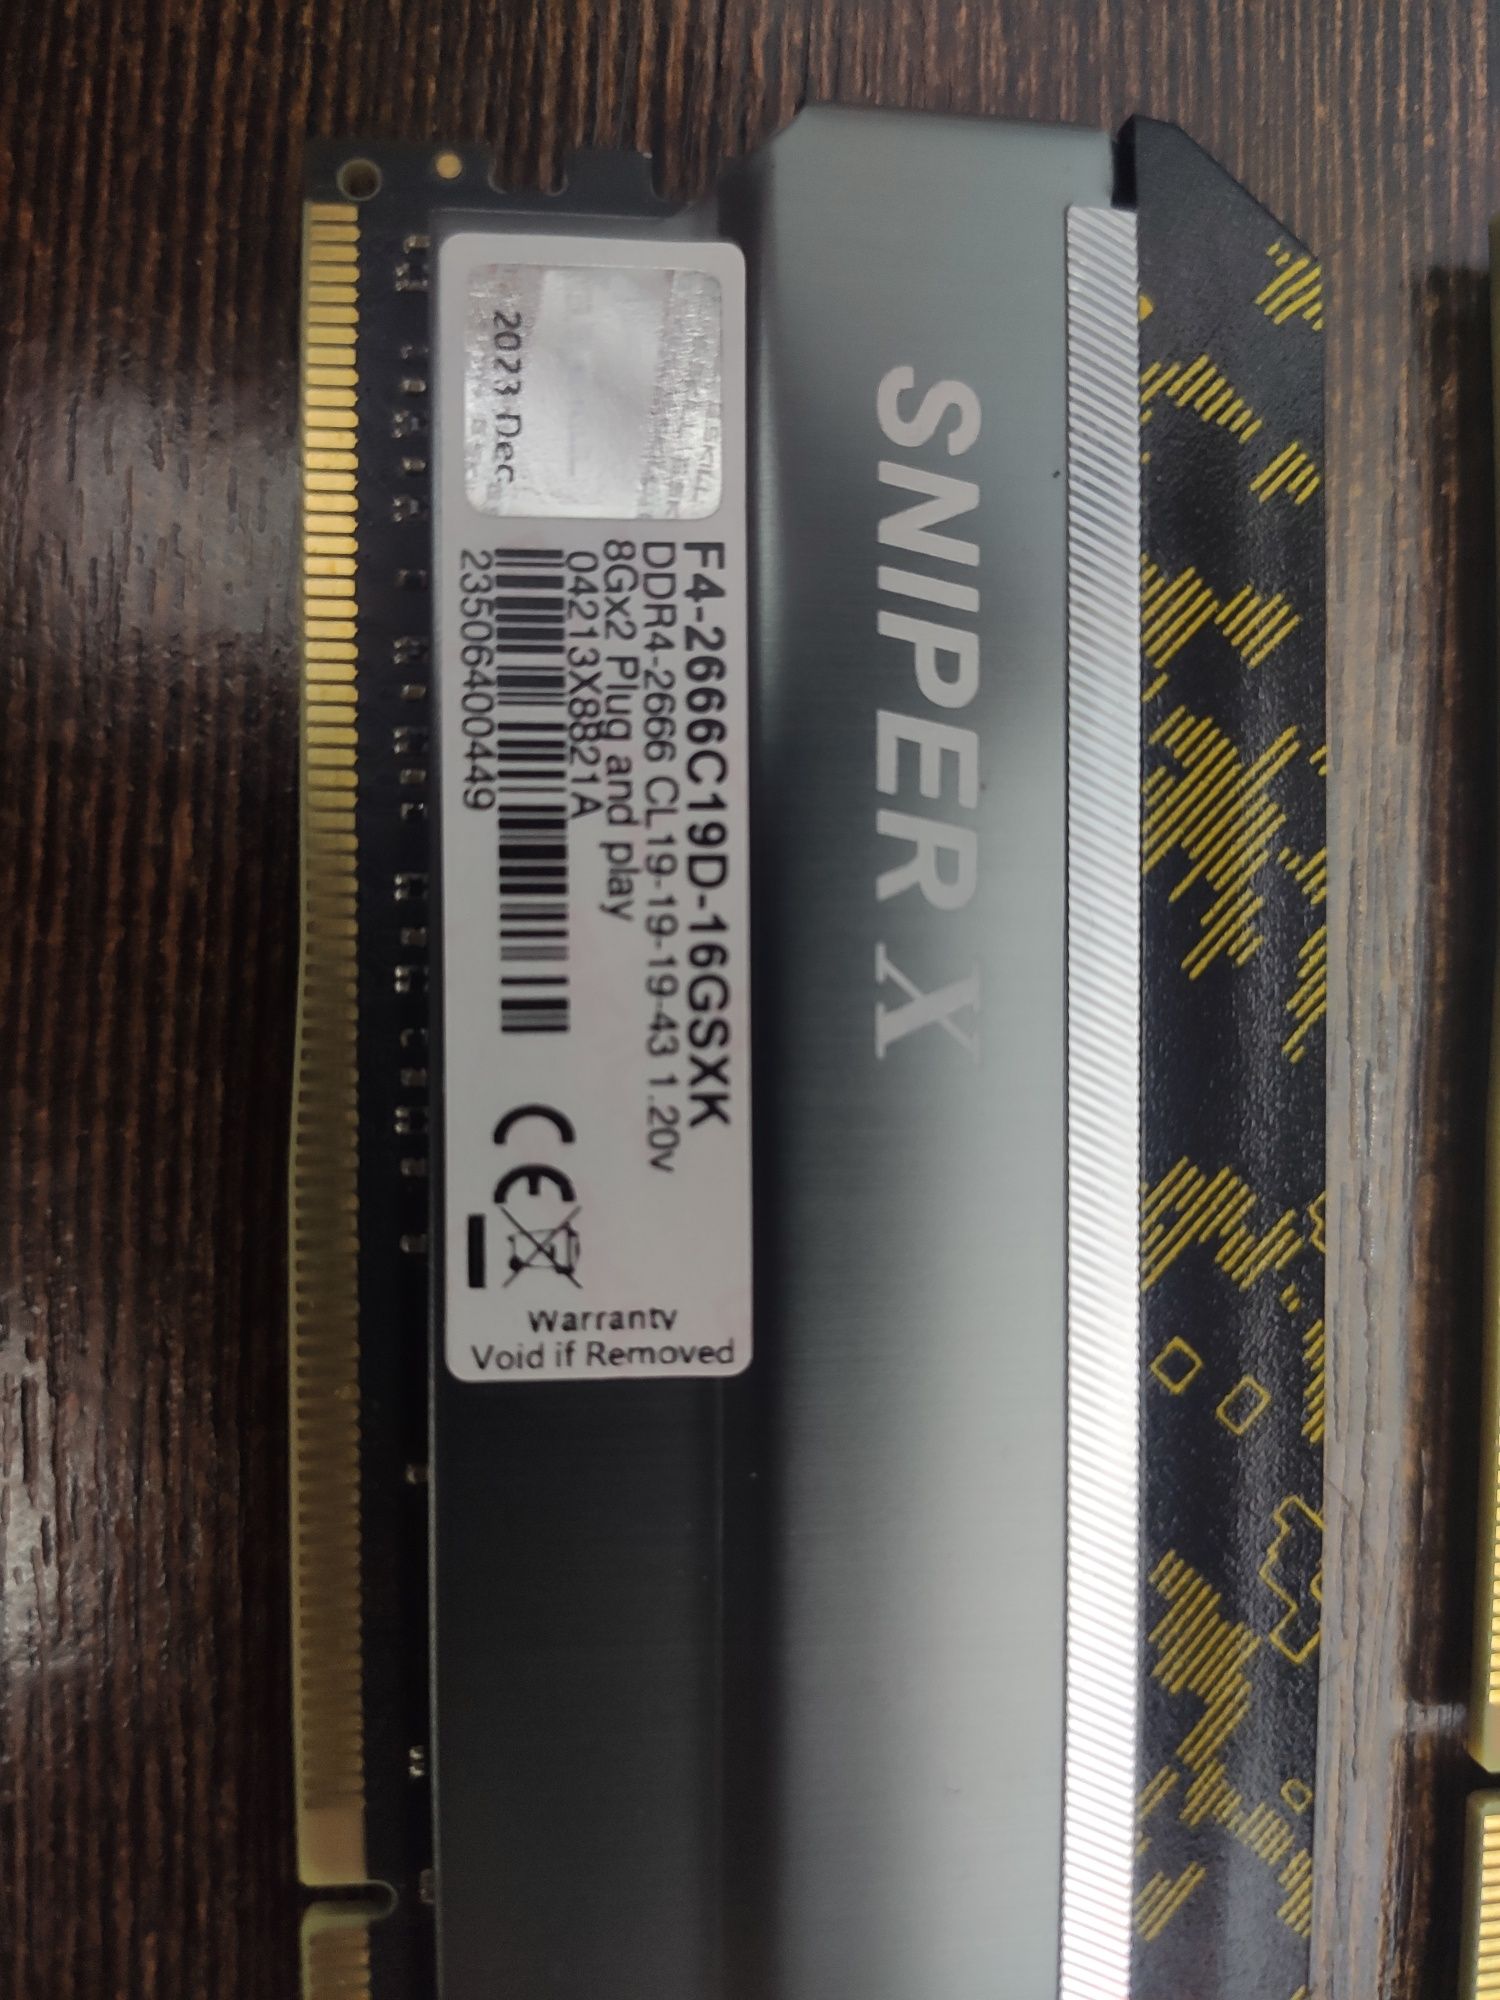 2023 Dec
F4-2666C19D-16GSXK
DDR4-2666 CL19-19-19-43 1.20v
8Gx2 Plug and play
04213X8821A
23506400449
CE
Warranty
Void if Removed
SNIPER X